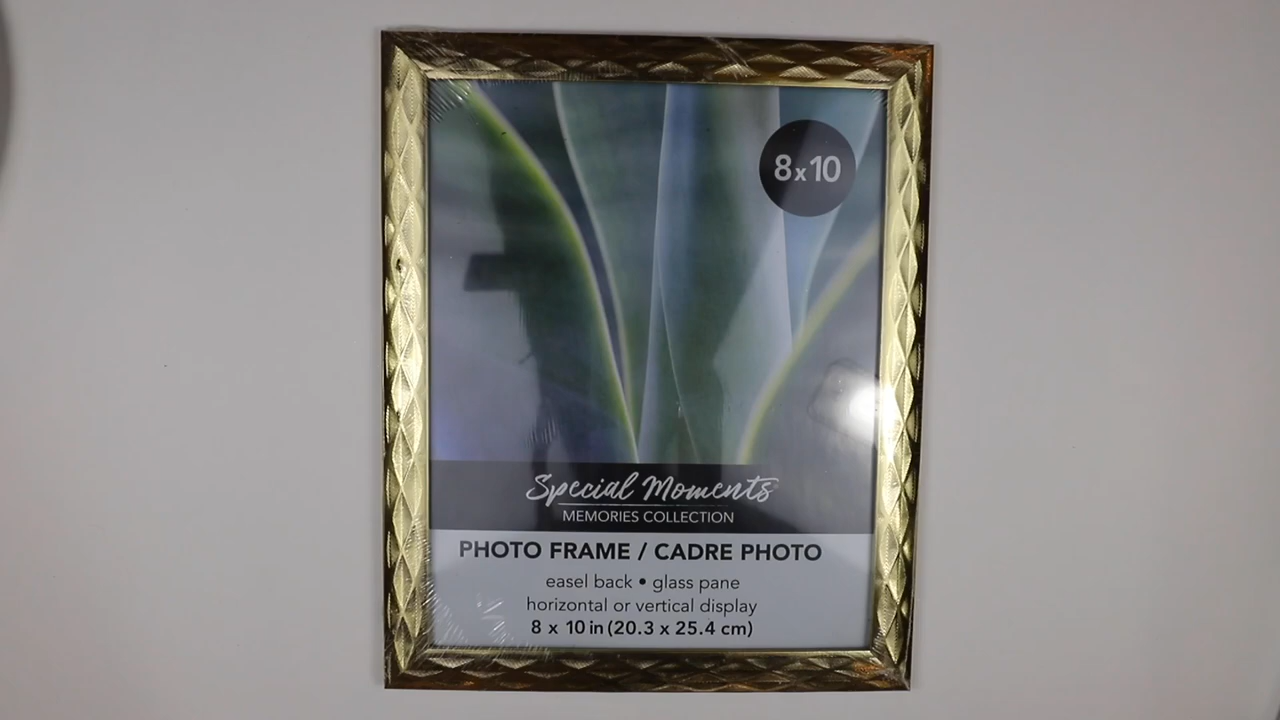 8x10
Special Moments
MEMORIES COLLECTION
PHOTO FRAME / CADRE PHOTO
easel back • glass pane
horizontal or vertical display
8 x 10 in (20.3 x 25.4 cm)